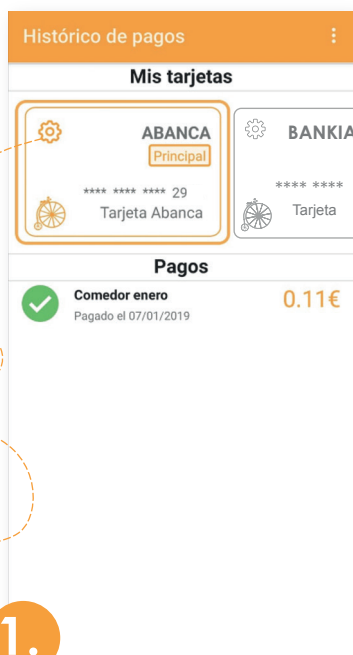 Histórico de pagos
Mis tarjetas
ABANCA
Principal
**** **** **** 29
Tarjeta Abanca
BANKIA
**** ****
Tarjeta
Pagos
Comedor enero
0.11€
Pagado el 07/01/2019
1.